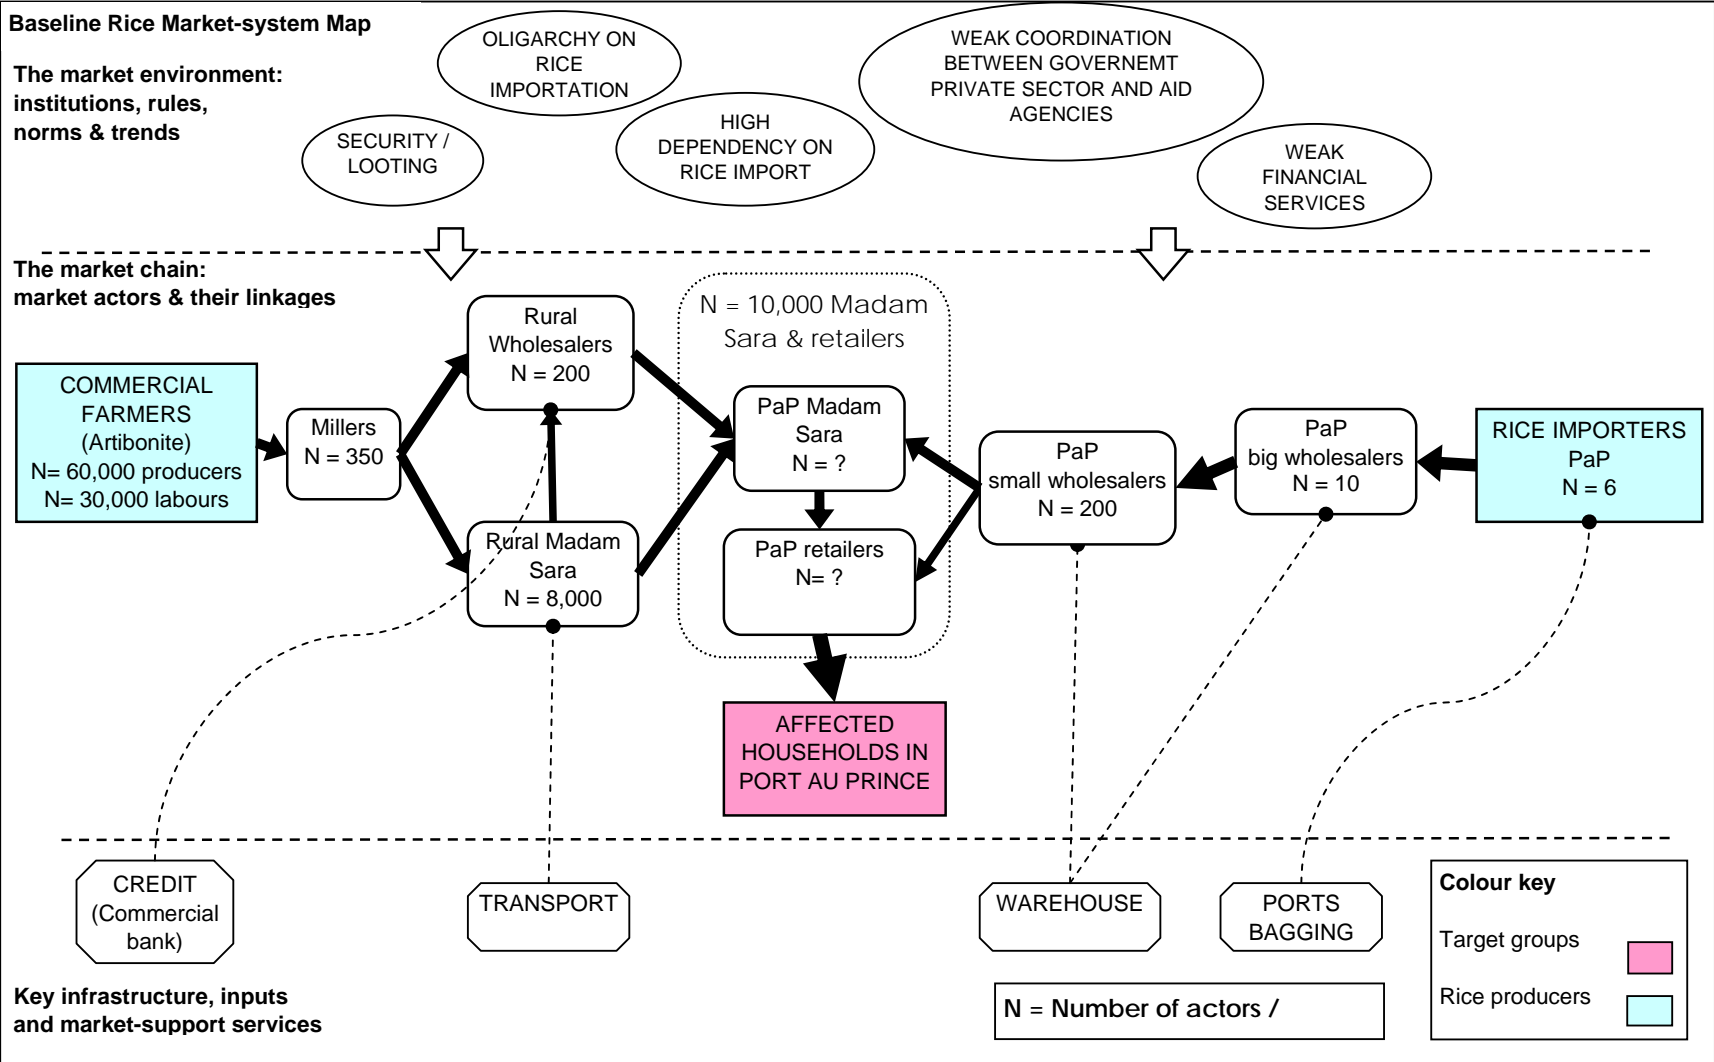 Baseline Rice Market-system Map
The market environment:
institutions, rules,
norms & trends
OLIGARCHY ON
RICE
IMPORTATION
WEAK COORDINATION
BETWEEN GOVERNEMT
PRIVATE SECTOR AND AID
AGENCIES
SECURITY /
LOOTING
HIGH
DEPENDENCY ON
RICE IMPORT
WEAK
FINANCIAL
SERVICES
The market chain:
market actors & their linkages
COMMERCIAL
FARMERS
(Artibonite)
N= 60,000 producers
N= 30,000 labours
Millers
N = 350
Rural
Wholesalers
N = 200
Rural Madam
Sara
N = 8,000
N = 10,000 Madam
Sara & retailers
PaP Madam
Sara
N = ?
PaP retailers
N= ?
PaP
small wholesalers
N = 200
PaP
big wholesalers
N = 10
RICE IMPORTERS
PaP
N = 6
AFFECTED
HOUSEHOLDS IN
PORT AU PRINCE
CREDIT
(Commercial
bank)
TRANSPORT
WAREHOUSE
PORTS
BAGGING
Colour key
Target groups
Rice producers
Key infrastructure, inputs
and market-support services
N = Number of actors /